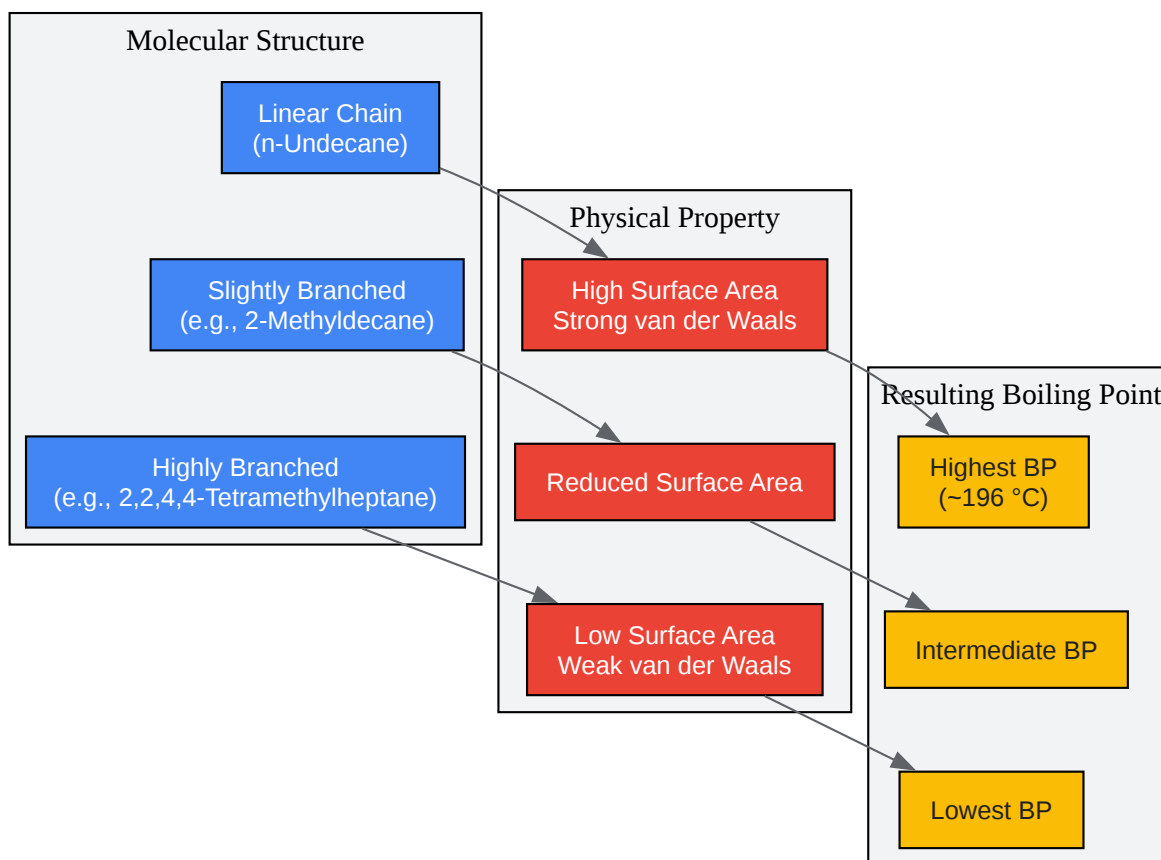 Molecular Structure
Linear Chain
(n-Undecane)
Slightly Branched
(e.g., 2-Methyldecane)
Highly Branched
(e.g., 2,2,4,4-Tetramethylheptane)
Physical Property
High Surface Area
Strong van der Waals
Reduced Surface Area
Low Surface Area
Weak van der Waals
Resulting Boiling Point
Highest BP
(~196 °C)
Intermediate BP
Lowest BP